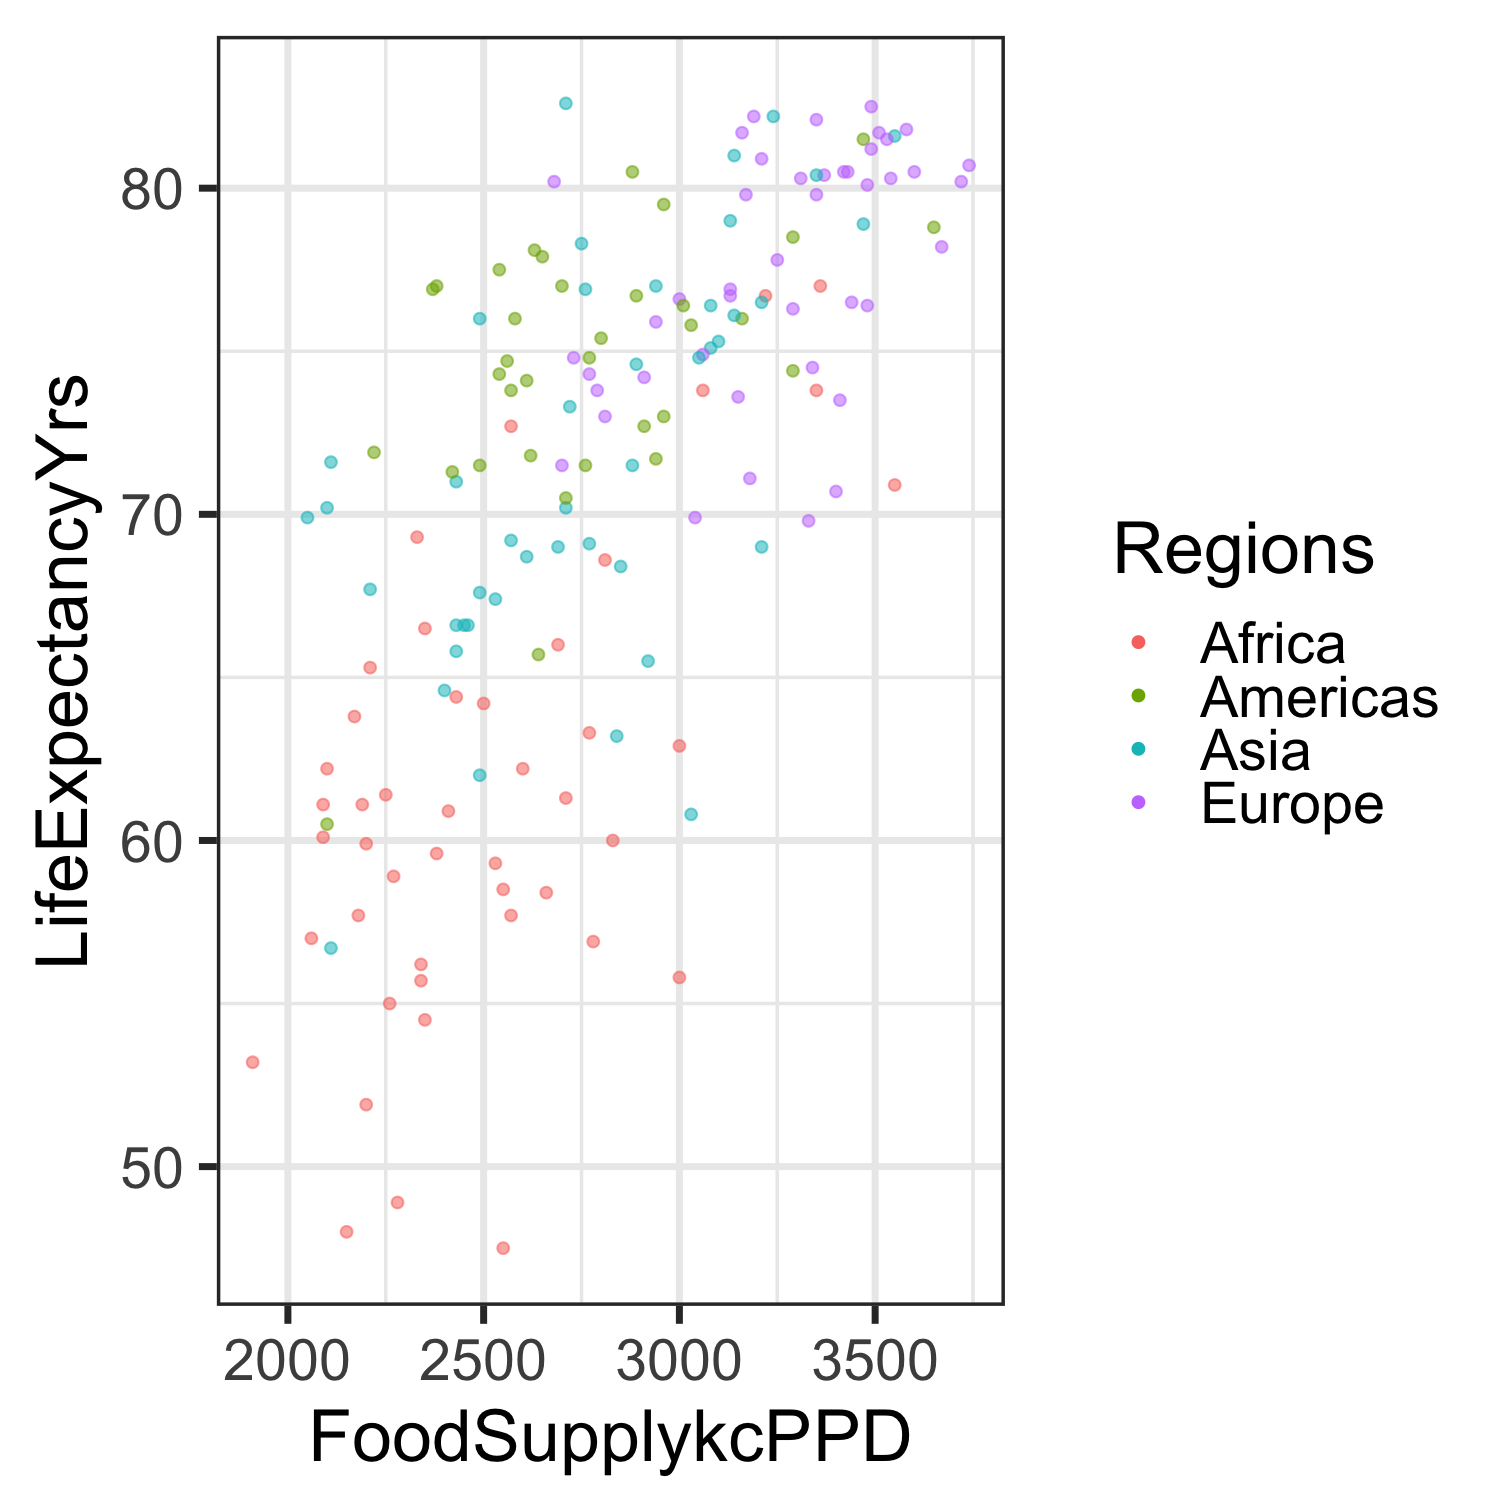 80
70
60
50
LifeExpectancyYrs
2000 2500 3000 3500
FoodSupplykcPPD
Regions
Africa
Americas
Asia
Europe